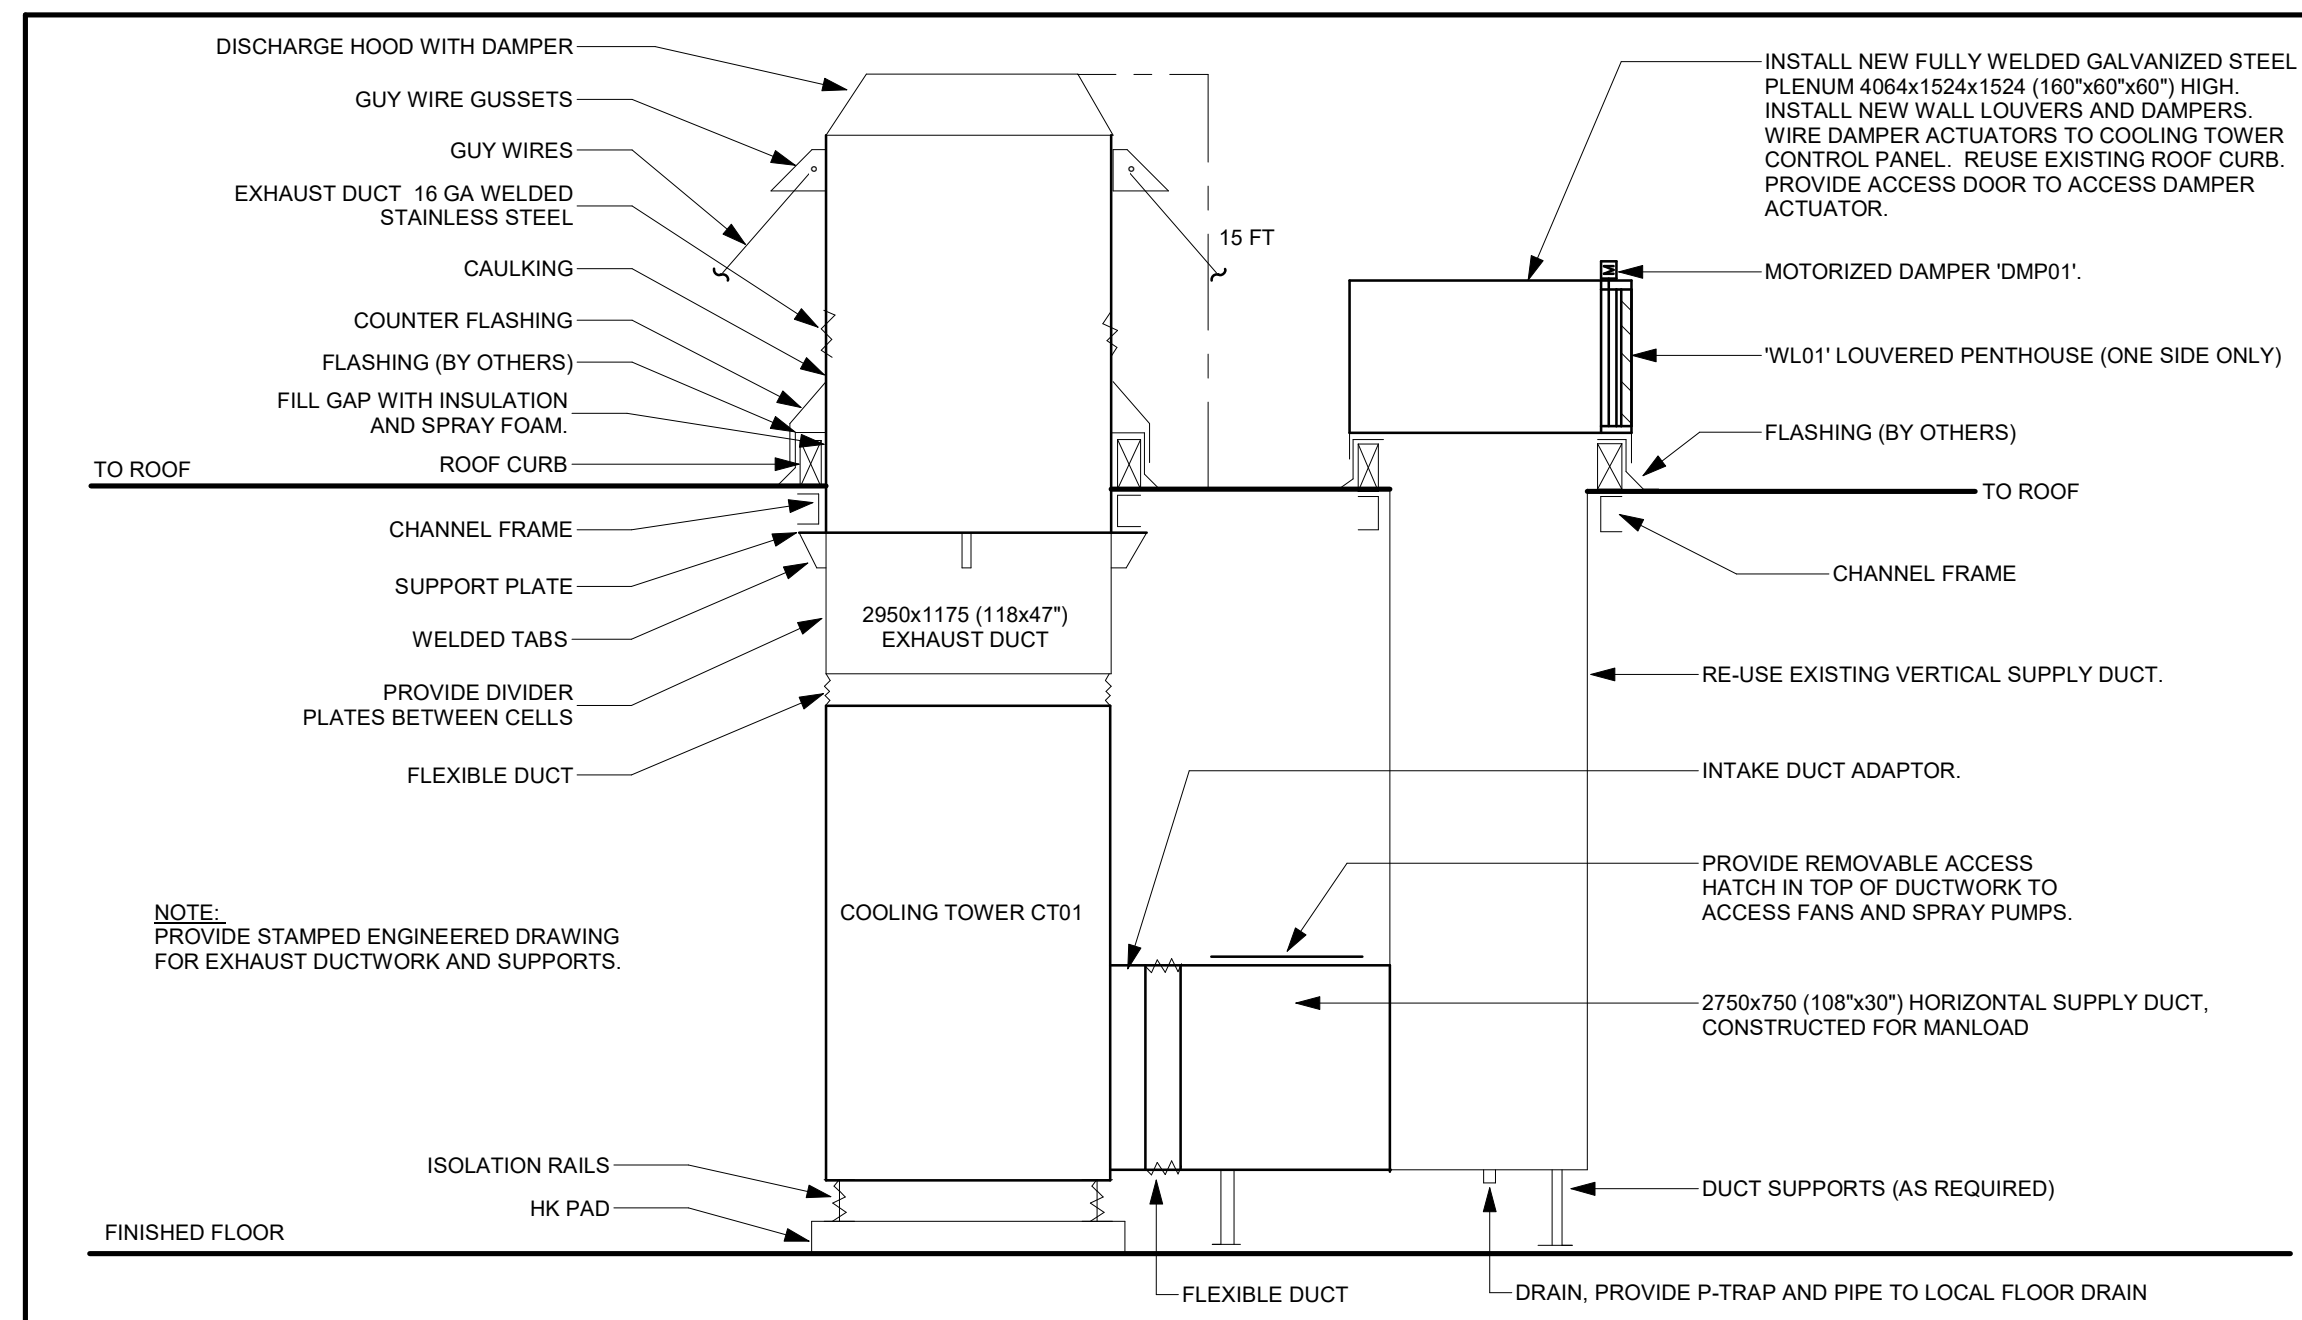 DISCHARGE HOOD WITH DAMPER
GUY WIRE GUSSETS
GUY WIRES
EXHAUST DUCT  16 GA WELDED
STAINLESS STEEL
CAULKING
COUNTER FLASHING
FLASHING (BY OTHERS)
FILL GAP WITH INSULATION
AND SPRAY FOAM.
TO ROOF
ROOF CURB
CHANNEL FRAME
SUPPORT PLATE
WELDED TABS
PROVIDE DIVIDER
PLATES BETWEEN CELLS
FLEXIBLE DUCT
NOTE:
PROVIDE STAMPED ENGINEERED DRAWING
FOR EXHAUST DUCTWORK AND SUPPORTS.
ISOLATION RAILS
HK PAD
FINISHED FLOOR
15 FT
2950x1175 (118x47")
EXHAUST DUCT
COOLING TOWER CT01
INSTALL NEW FULLY WELDED GALVANIZED STEEL
PLENUM 4064x1524x1524 (160"x60"x60") HIGH.
INSTALL NEW WALL LOUVERS AND DAMPERS.
WIRE DAMPER ACTUATORS TO COOLING TOWER
CONTROL PANEL.  REUSE EXISTING ROOF CURB.
PROVIDE ACCESS DOOR TO ACCESS DAMPER
ACTUATOR.
M
MOTORIZED DAMPER 'DMP01'.
'WL01' LOUVERED PENTHOUSE (ONE SIDE ONLY)
FLASHING (BY OTHERS)
TO ROOF
CHANNEL FRAME
RE-USE EXISTING VERTICAL SUPPLY DUCT.
INTAKE DUCT ADAPTOR.
PROVIDE REMOVABLE ACCESS
HATCH IN TOP OF DUCTWORK TO
ACCESS FANS AND SPRAY PUMPS.
2750x750 (108"x30") HORIZONTAL SUPPLY DUCT,
CONSTRUCTED FOR MANLOAD
DUCT SUPPORTS (AS REQUIRED)
FLEXIBLE DUCT
DRAIN, PROVIDE P-TRAP AND PIPE TO LOCAL FLOOR DRAIN